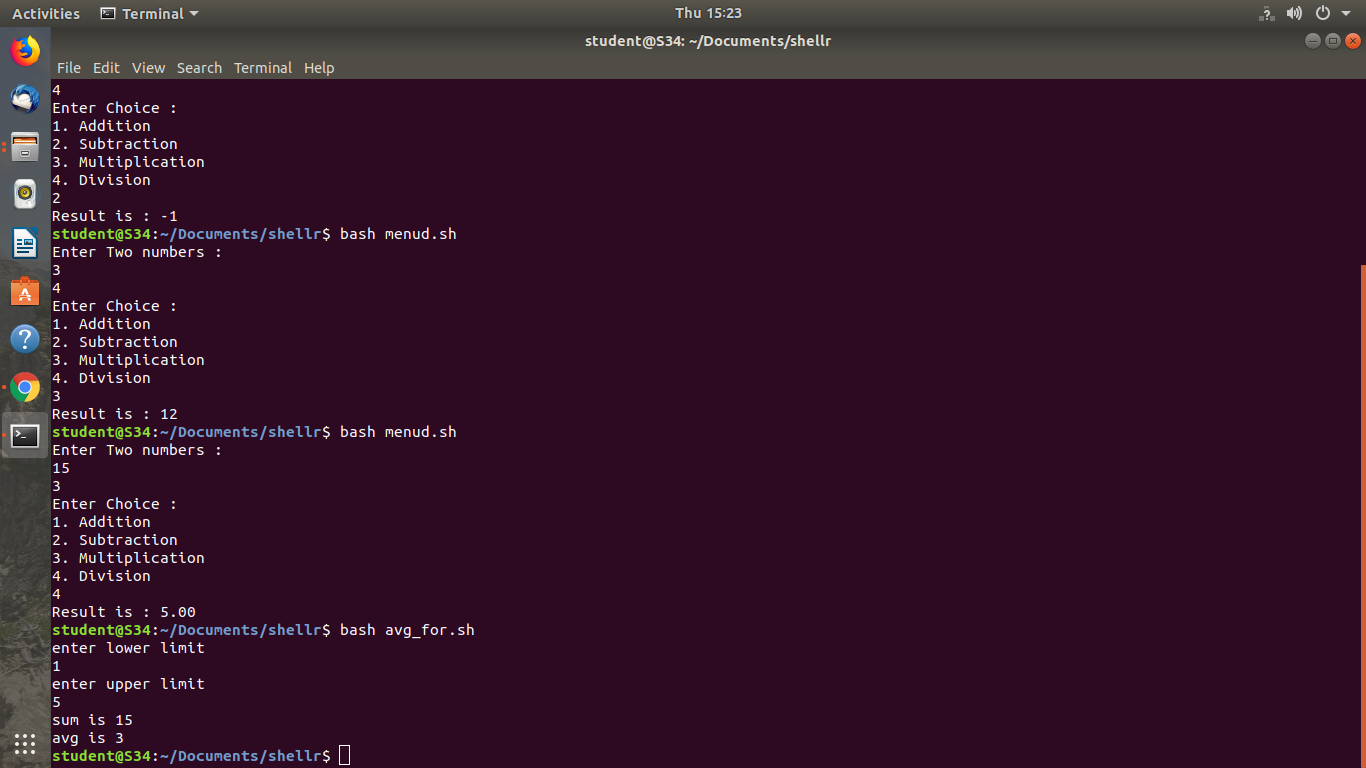 Activities Terminal Thu 15:23
student@S34: ~/Documents/shellr
File Edit View Search Terminal Help
4
Enter Choice :
1. Addition
2. Subtraction
3. Multiplication
4. Division
2
Result is : -1
student@S34:~/Documents/shellr$ bash menud.sh
Enter Two numbers :
3
4
Enter Choice :
1. Addition
2. Subtraction
3. Multiplication
4. Division
3
Result is : 12
student@S34:~/Documents/shellr$ bash menud.sh
Enter Two numbers :
15
3
Enter Choice :
1. Addition
2. Subtraction
3. Multiplication
4. Division
4
Result is : 5.00
student@S34:~/Documents/shellr$ bash avg_for.sh
enter lower limit
1
enter upper limit
5
sum is 15
avg is 3
student@S34:~/Documents/shellr$